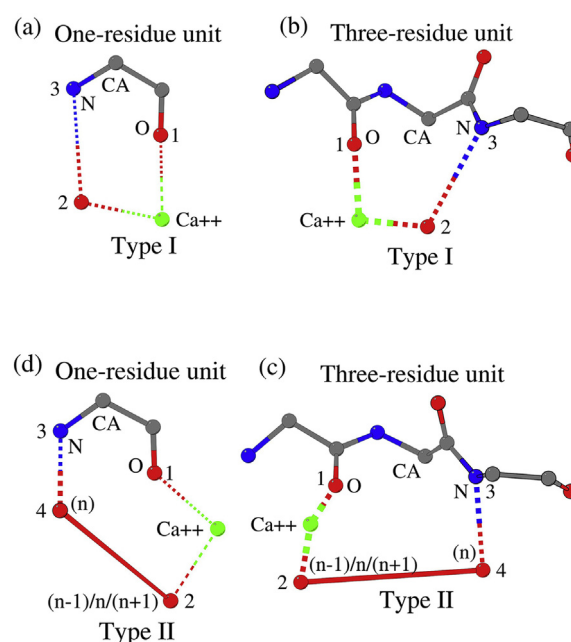 (a)
One-residue unit
3
N
CA
O
1
2
Ca++
Type I
(b)
Three-residue unit
O
1
CA
N
3
Ca++
2
Type I
(d)
One-residue unit
3
N
CA
O
1
4
(n)
Ca++
(n-1)/n/(n+1)
2
Type II
(c)
Three-residue unit
1
O
CA
N
3
Ca++
(n)
(n-1)/n/(n+1)
2
4
Type II